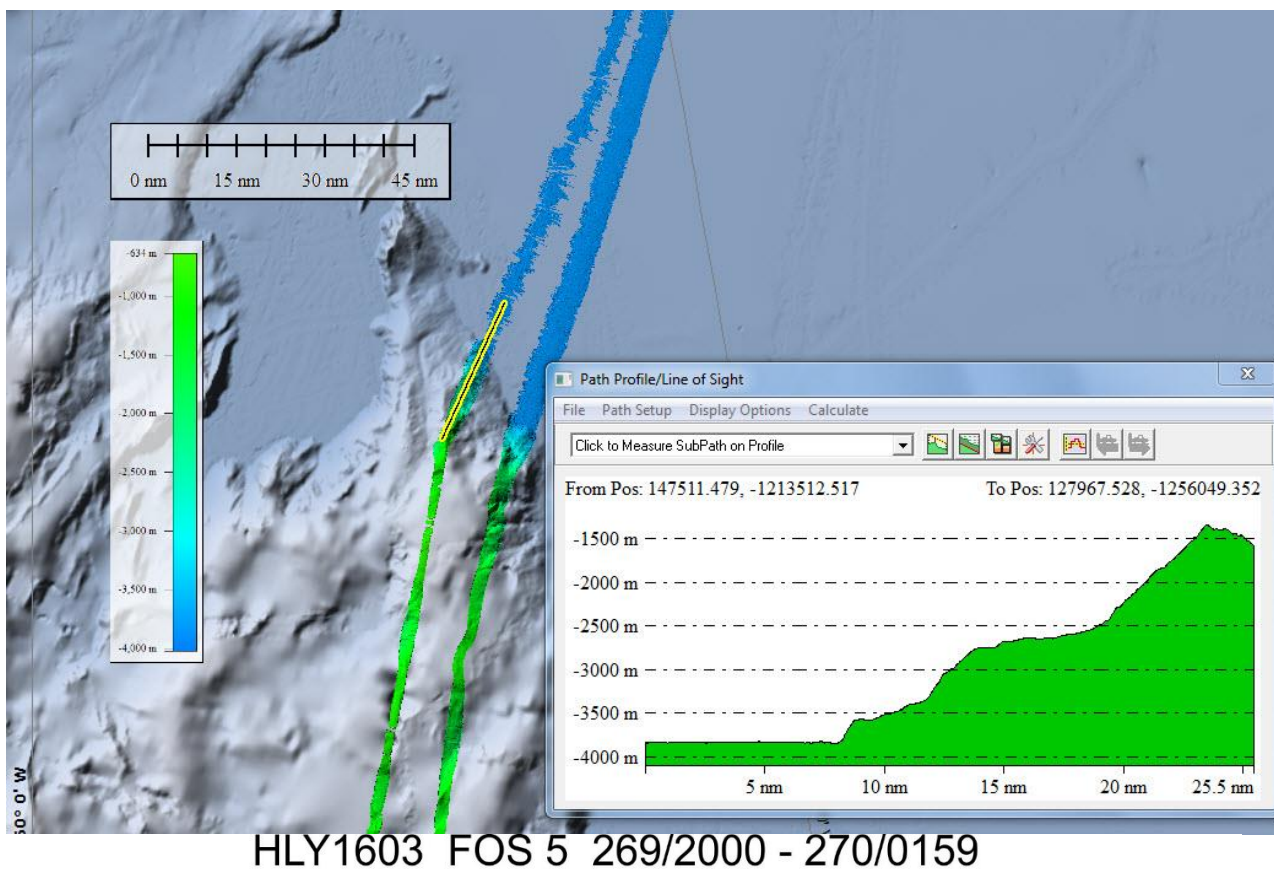 0 nm 15 nm 30 nm 45 nm
-634 m
-1,000 m
-1,500 m
-2,000 m
-2,500 m
-3,000 m
-3,500 m
-4,000 m
50° 0' W
Path Profile/Line of Sight
File Path Setup Display Options Calculate
Click to Measure SubPath on Profile
From Pos: 147511.479, -1213512.517 To Pos: 127967.528, -1256049.352
-1500 m
-2000 m
-2500 m
-3000 m
-3500 m
-4000 m
5 nm 10 nm 15 nm 20 nm 25.5 nm
HLY1603 FOS 5 269/2000 - 270/0159